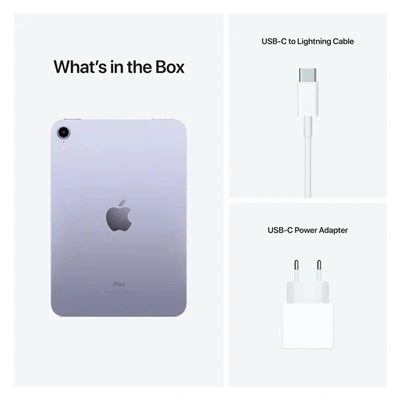 What's in the Box
iPad
USB-C to Lightning Cable
USB-C Power Adapter